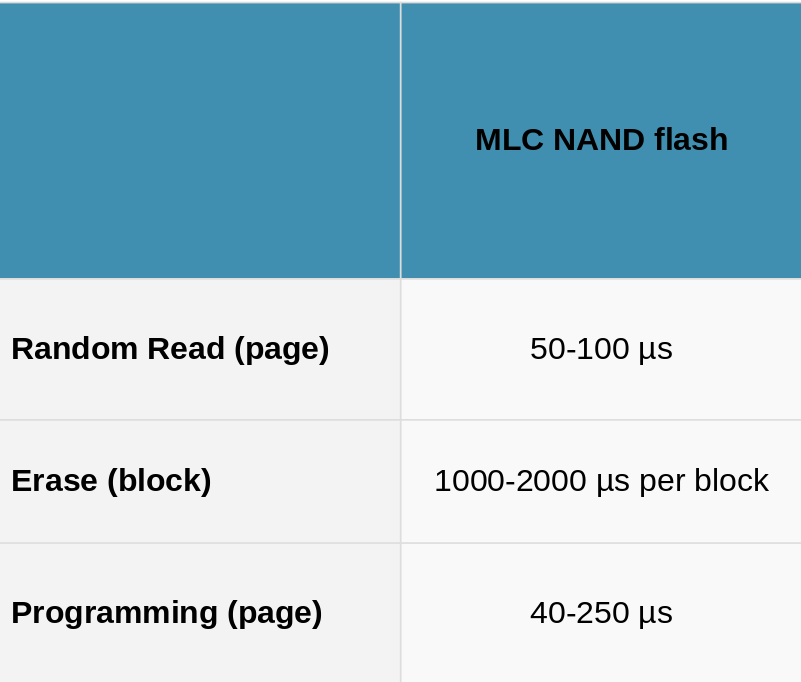 MLC NAND flash
Random Read (page)
50-100 µs
Erase (block)
1000-2000 µs per block
Programming (page)
40-250 µs